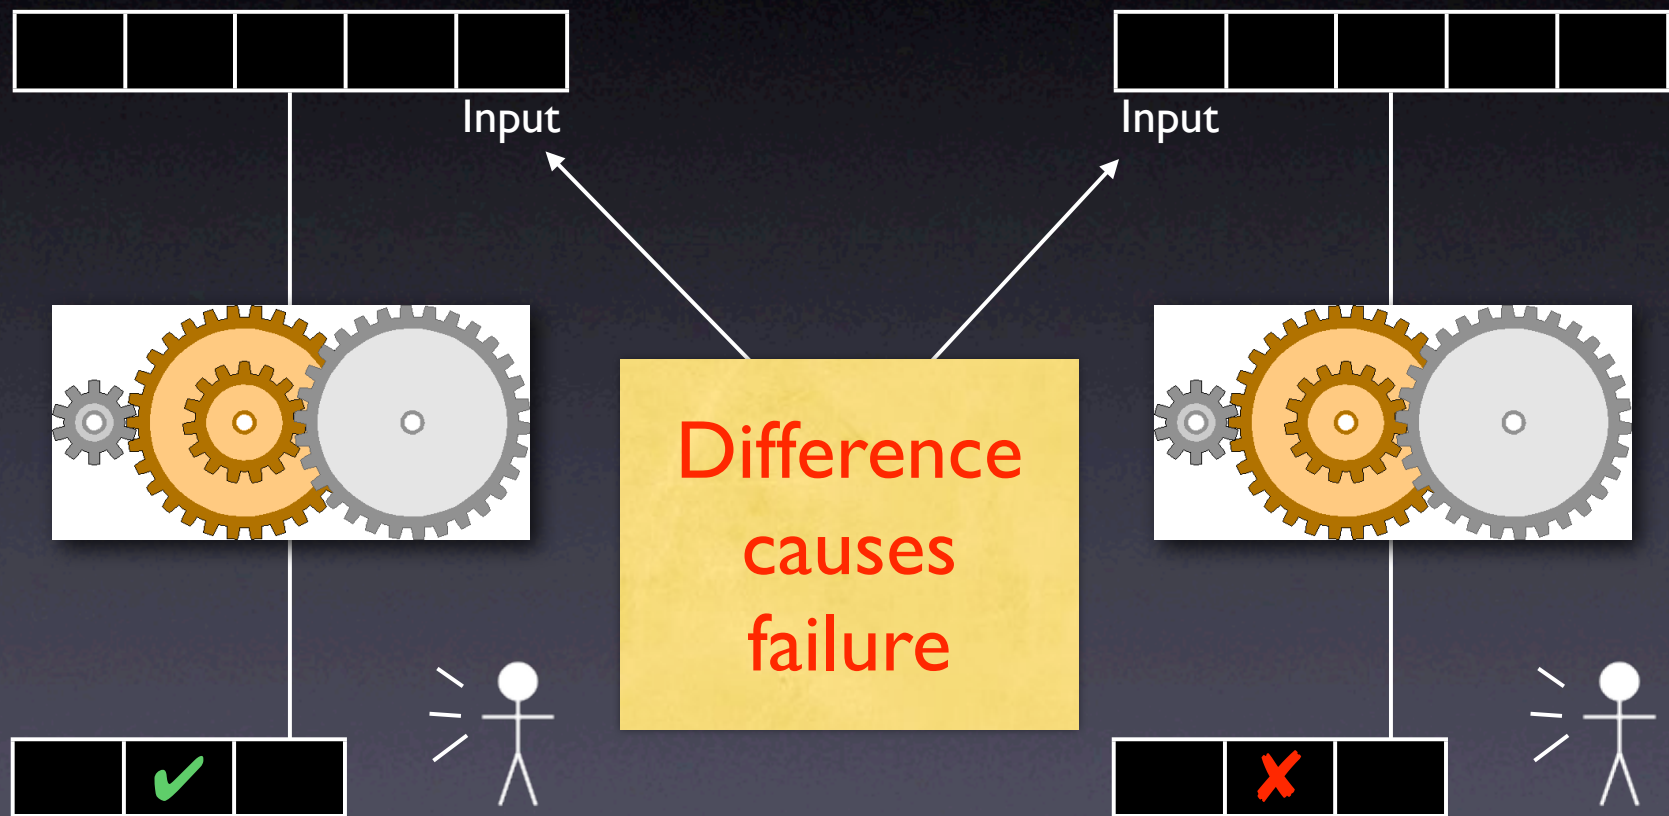 Input
Input
Difference
causes
failure
✔
✘